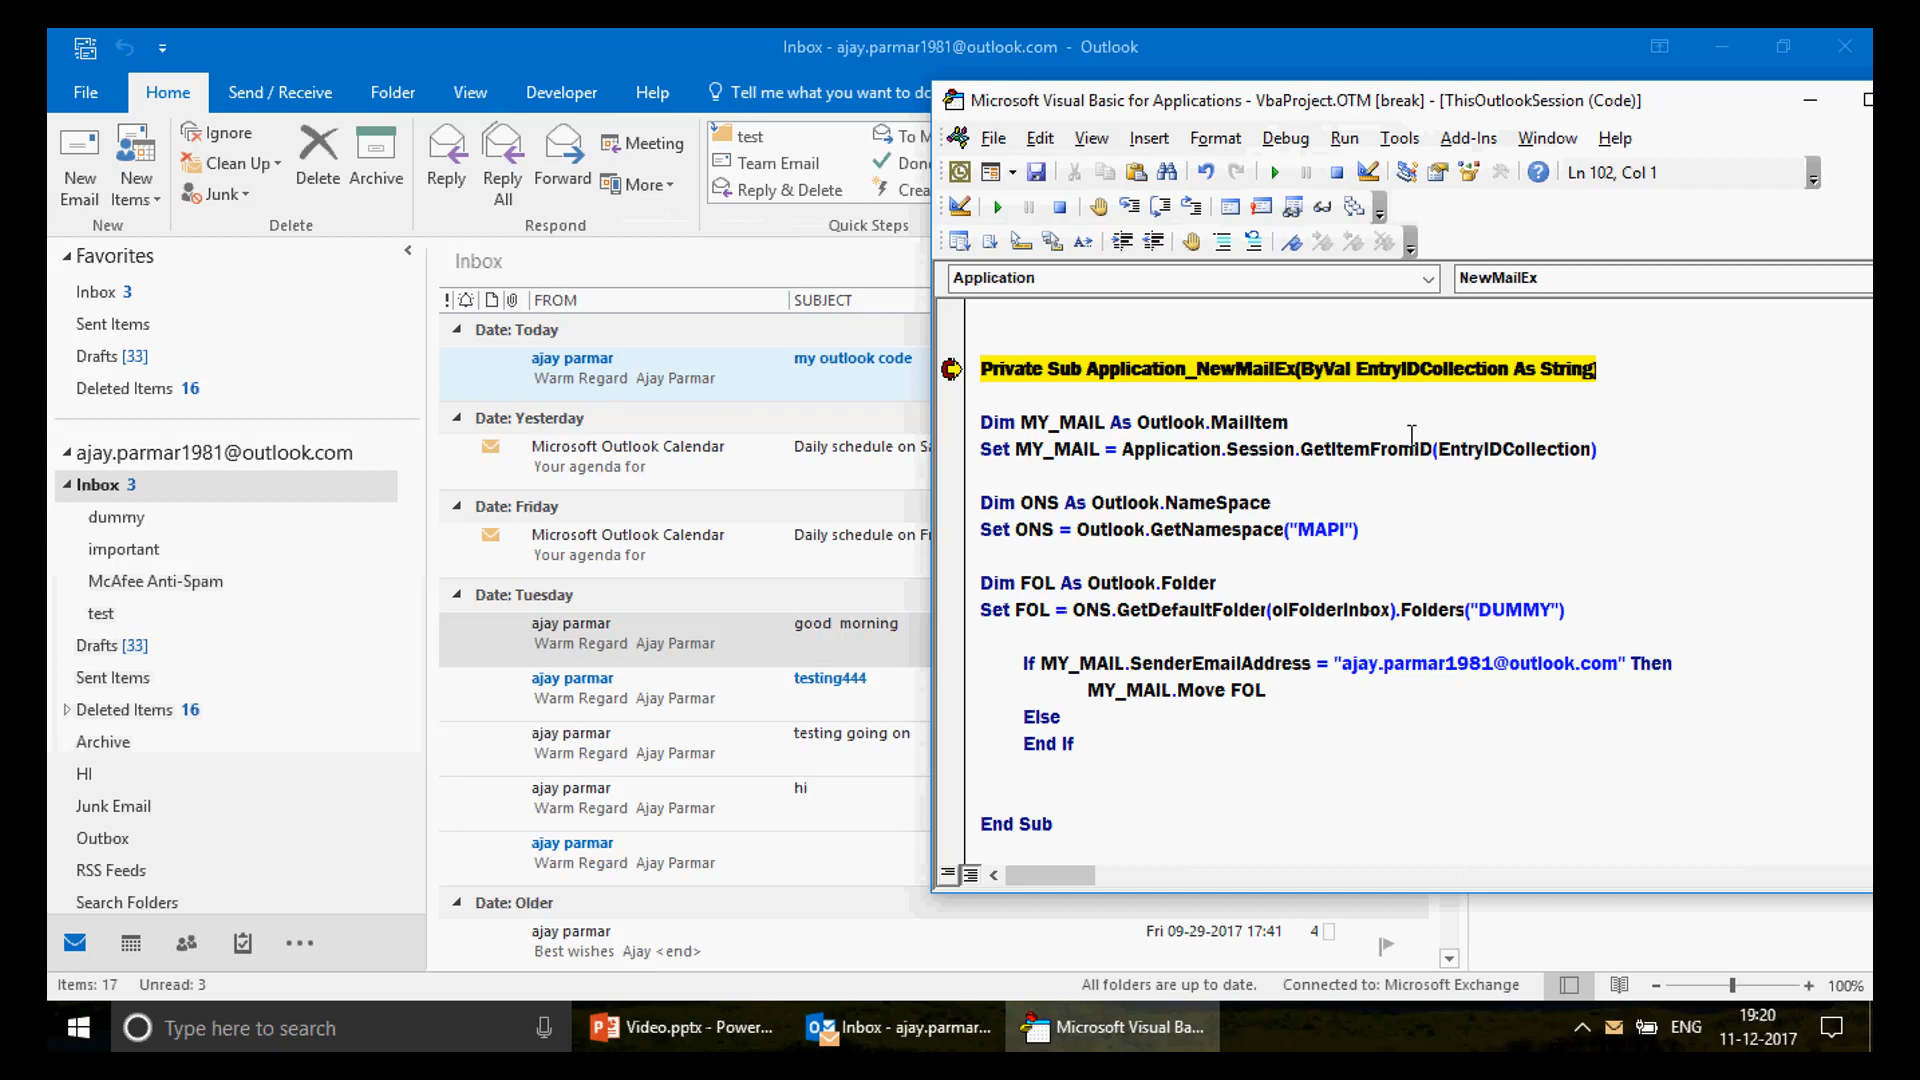 Inbox - ajay.parmar1981@outlook.com - Outlook
File Home Send / Receive Folder View Developer Help Tell me what you want to do
New Email
New Items
New
Ignore
Clean Up
Junk
Delete
Archive
Delete
Reply
Reply All
Forward
Meeting
More
Respond
test
Team Email
Reply & Delete
To M
Done
Crea
Quick Steps
Favorites
Inbox 3
Sent Items
Drafts [33]
Deleted Items 16
ajay.parmar1981@outlook.com
Inbox 3
dummy
important
McAfee Anti-Spam
test
Drafts [33]
Sent Items
Deleted Items 16
Archive
HI
Junk Email
Outbox
RSS Feeds
Search Folders
Inbox
! FROM SUBJECT
Date: Today
ajay parmar my outlook code
Warm Regard Ajay Parmar
Date: Yesterday
Microsoft Outlook Calendar Daily schedule on Sa
Your agenda for
Date: Friday
Microsoft Outlook Calendar Daily schedule on Fr
Your agenda for
Date: Tuesday
ajay parmar good morning
Warm Regard Ajay Parmar
ajay parmar testing444
Warm Regard Ajay Parmar
ajay parmar testing going on
Warm Regard Ajay Parmar
ajay parmar hi
Warm Regard Ajay Parmar
ajay parmar
Warm Regard Ajay Parmar
Date: Older
ajay parmar Fri 09-29-2017 17:41 4
Best wishes Ajay <end>
Microsoft Visual Basic for Applications - VbaProject.OTM [break] - [ThisOutlookSession (Code)]
File Edit View Insert Format Debug Run Tools Add-Ins Window Help
Ln 102, Col 1
Application NewMailEx
Private Sub Application_NewMailEx(ByVal EntryIDCollection As String)
Dim MY_MAIL As Outlook.MailItem
Set MY_MAIL = Application.Session.GetItemFromID(EntryIDCollection)
Dim ONS As Outlook.NameSpace
Set ONS = Outlook.GetNamespace("MAPI")
Dim FOL As Outlook.Folder
Set FOL = ONS.GetDefaultFolder(olFolderInbox).Folders("DUMMY")
If MY_MAIL.SenderEmailAddress = "ajay.parmar1981@outlook.com" Then
MY_MAIL.Move FOL
Else
End If
End Sub
Items: 17 Unread: 3 All folders are up to date. Connected to: Microsoft Exchange 100%
Type here to search Video.pptx - Power... Inbox - ajay.parmar... Microsoft Visual Ba... ENG 19:20
11-12-2017